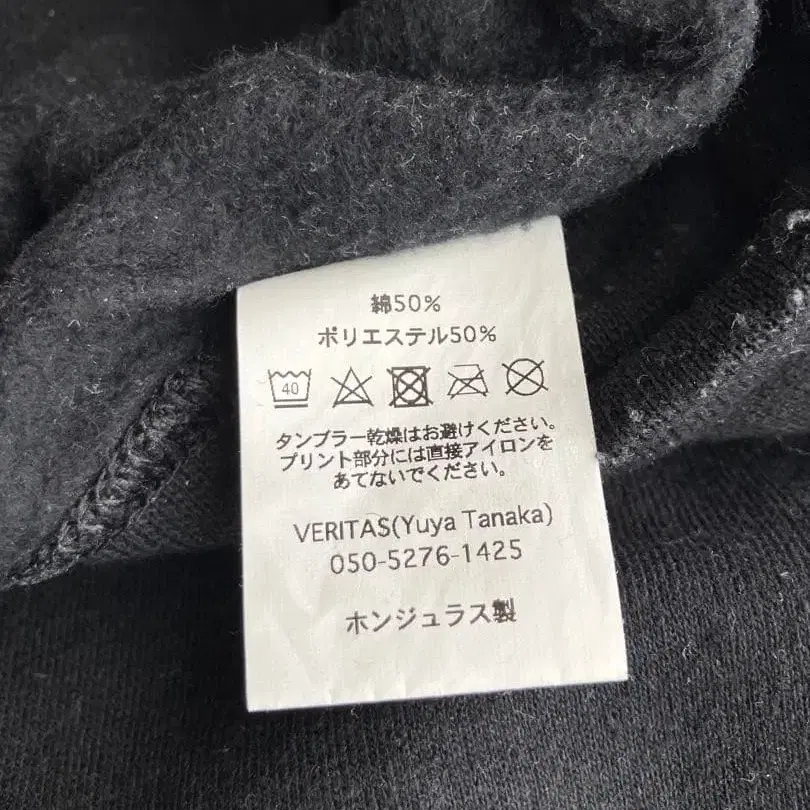 綿50%
ポリエステル50%
40
タンブラー乾燥はお避けください。
プリント部分には直接アイロンを
あてないでください。
VERITAS(Yuya Tanaka)
050-5276-1425
ホンジュラス製